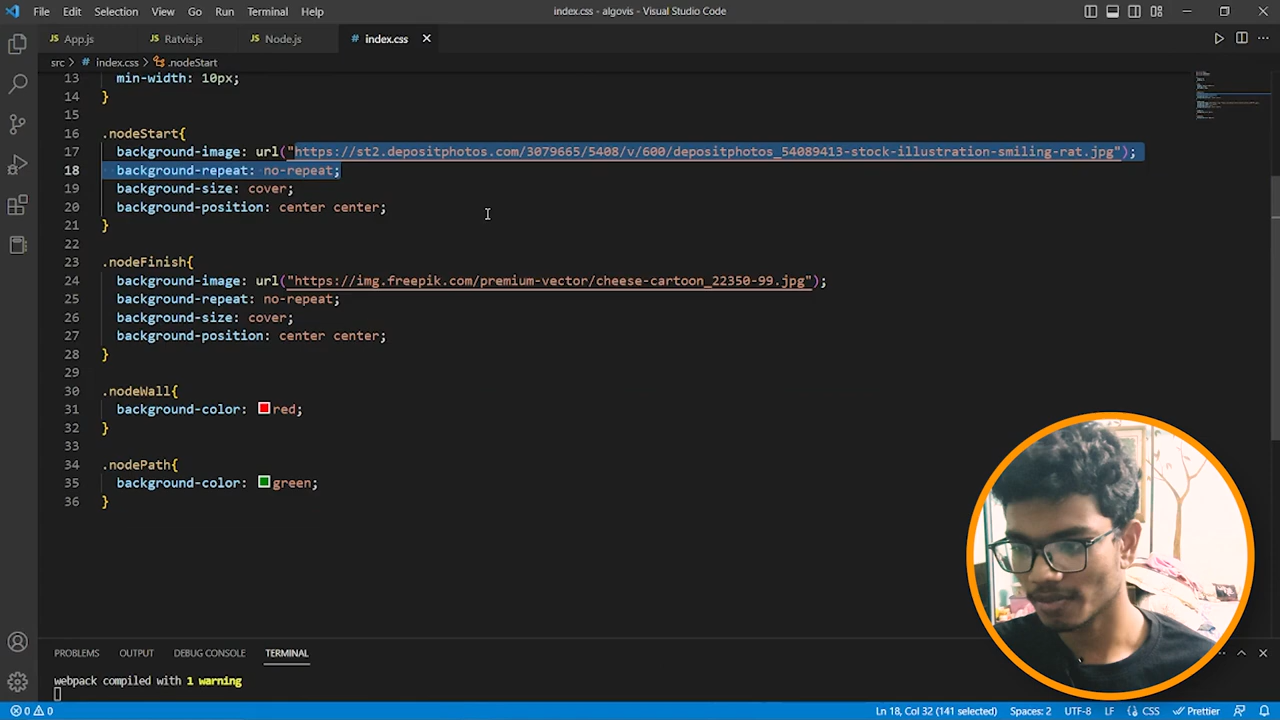 File Edit Selection View Go Run Terminal Help
index.css - algovis - Visual Studio Code
App.js Ratvis.js Node.js index.css
src > index.css > .nodeStart
13 min-width: 10px;
14 }
15
16 .nodeStart{
17 background-image: url("https://st2.depositphotos.com/3079665/5408/v/600/depositphotos_54089413-stock-illustration-smiling-rat.jpg");
18 background-repeat: no-repeat;
19 background-size: cover;
20 background-position: center center;
21 }
22
23 .nodeFinish{
24 background-image: url("https://img.freepik.com/premium-vector/cheese-cartoon_22350-99.jpg");
25 background-repeat: no-repeat;
26 background-size: cover;
27 background-position: center center;
28 }
29
30 .nodeWall{
31 background-color: red;
32 }
33
34 .nodePath{
35 background-color: green;
36 }
PROBLEMS OUTPUT DEBUG CONSOLE TERMINAL
webpack compiled with 1 warning
0 0
Ln 18, Col 32 (141 selected) Spaces: 2 UTF-8 LF CSS Prettier